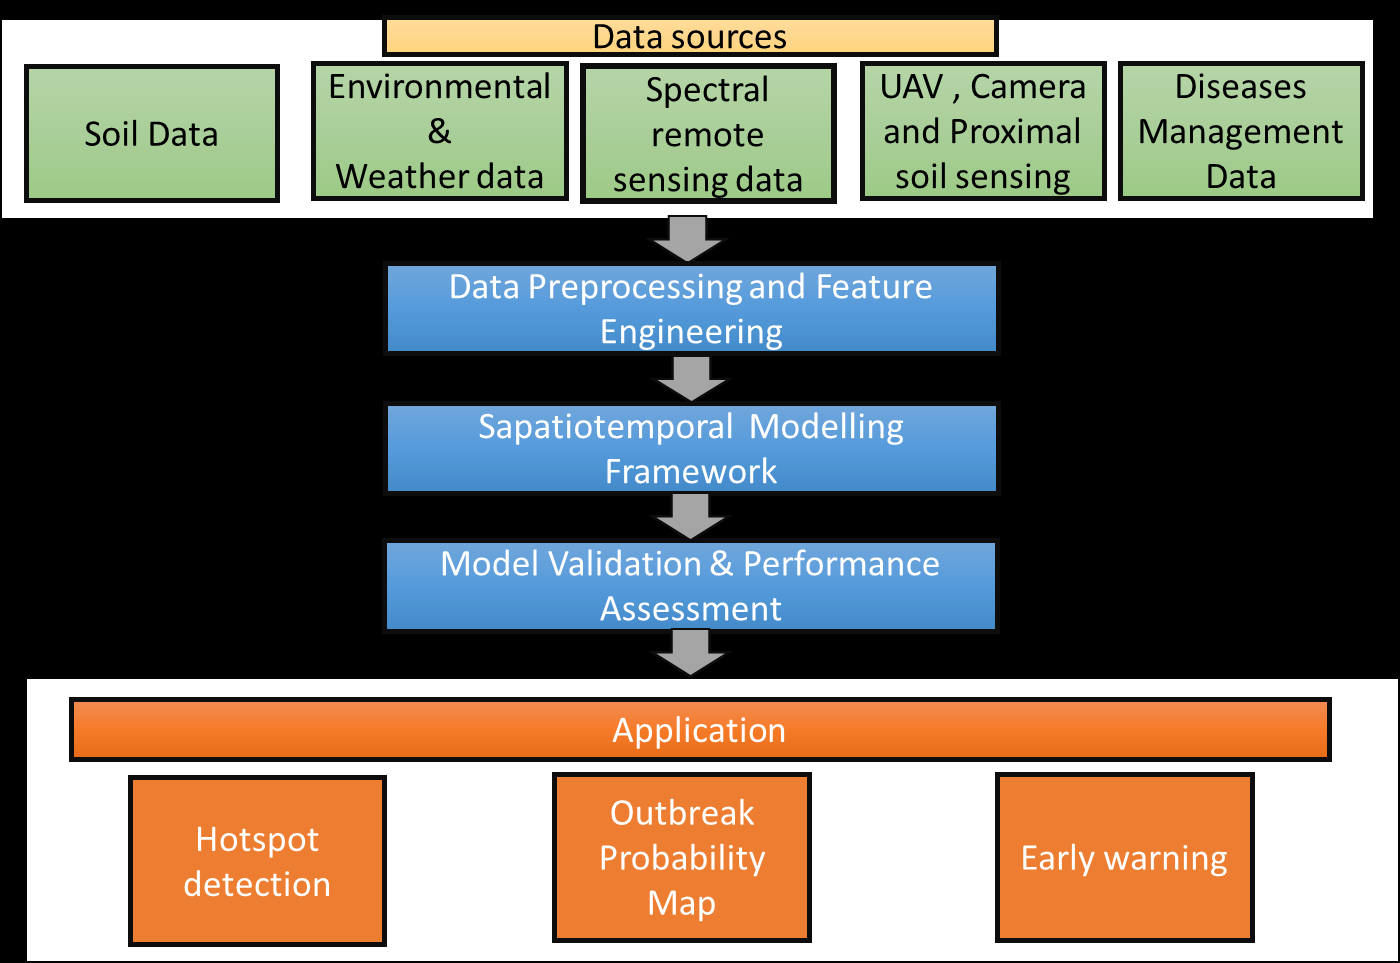 Data sources
Soil Data
Environmental
&
Weather data
Spectral
remote
sensing data
UAV , Camera
and Proximal
soil sensing
Diseases
Management
Data
Data Preprocessing and Feature
Engineering
Sapatiotemporal Modelling
Framework
Model Validation & Performance
Assessment
Application
Hotspot
detection
Outbreak
Probability
Map
Early warning